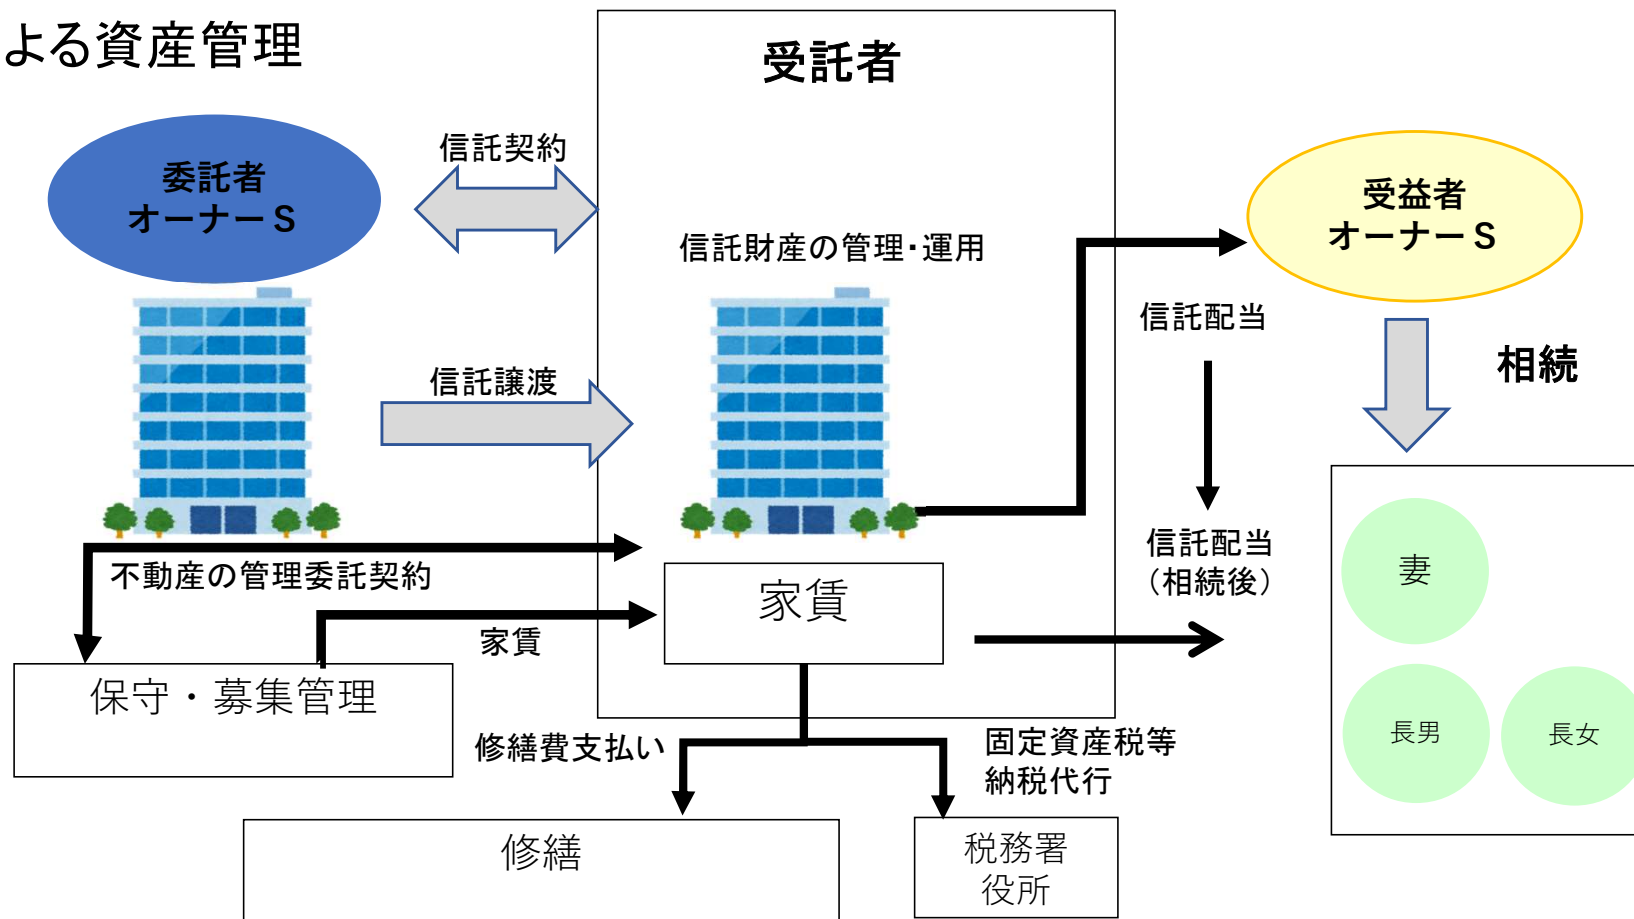 よる資産管理
受託者
委託者
オーナーS
信託契約
受益者
オーナーS
信託財産の管理・運用
信託配当
相続
信託譲渡
信託配当
（相続後）
妻
不動産の管理委託契約
家賃
家賃
保守・募集管理
長男
長女
修繕費支払い
固定資産税等
納税代行
修繕
税務署
役所